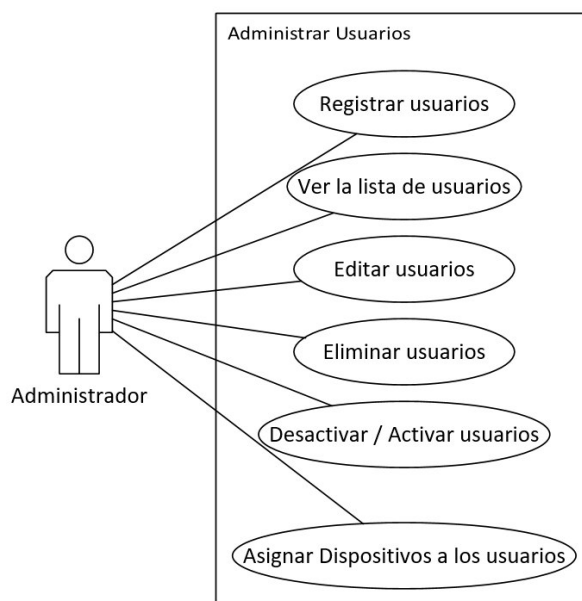 Administrar Usuarios
Registrar usuarios
Ver la lista de usuarios
Editar usuarios
Eliminar usuarios
Administrador
Desactivar / Activar usuarios
Asignar Dispositivos a los usuarios